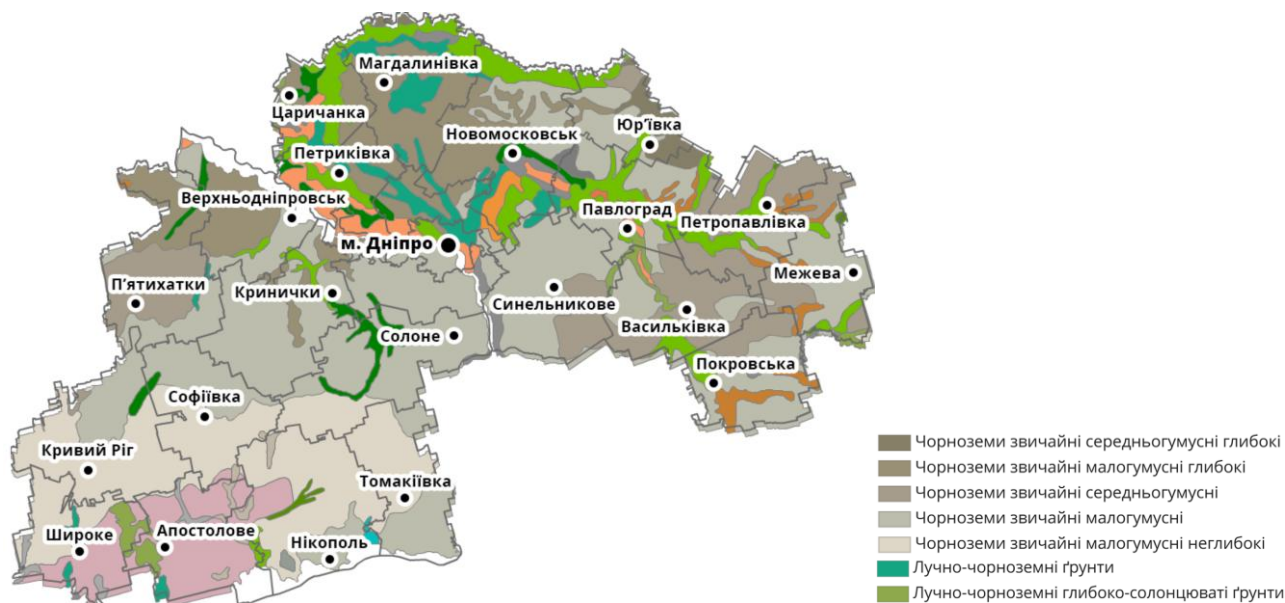 Магдалинівка
Царичанка
Новомосковськ
Юр'ївка
Петриківка
Верхньодніпровськ
Павлоград
Петропавлівка
м. Дніпро
Межева
П'ятихатки
Кринички
Синельникове
Васильківка
Солоне
Покровська
Софіївка
Кривий Ріг
Томакіївка
Широке
Апостолове
Нікополь
Чорноземи звичайні середньогумусні глибокі
Чорноземи звичайні малогумусні глибокі
Чорноземи звичайні середньогумусні
Чорноземи звичайні малогумусні
Чорноземи звичайні малогумусні неглибокі
Лучно-чорноземні ґрунти
Лучно-чорноземні глибоко-солонцюваті ґрунти